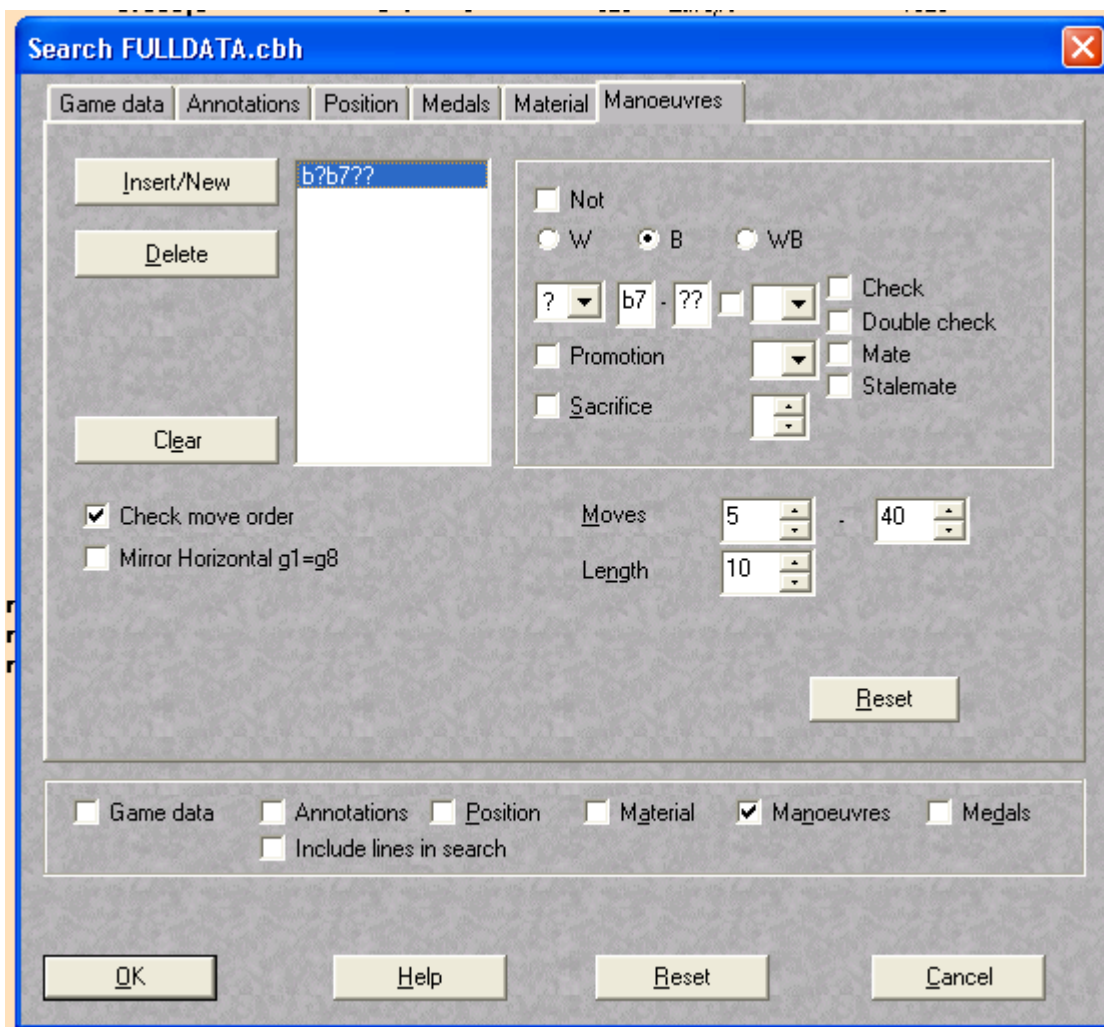 Search FULLDATA.cbh
Game data Annotations Position Medals Material Manoeuvres
Insert/New
b?b7??
Delete
Clear
Not
W B WB
? b7 - ??
Check
Double check
Promotion
Mate
Stalemate
Sacrifice
Check move order
Mirror Horizontal g1=g8
Moves 5 - 40
Length 10
Reset
Game data Annotations Position Material Manoeuvres Medals
Include lines in search
OK Help Reset Cancel
r
r
r